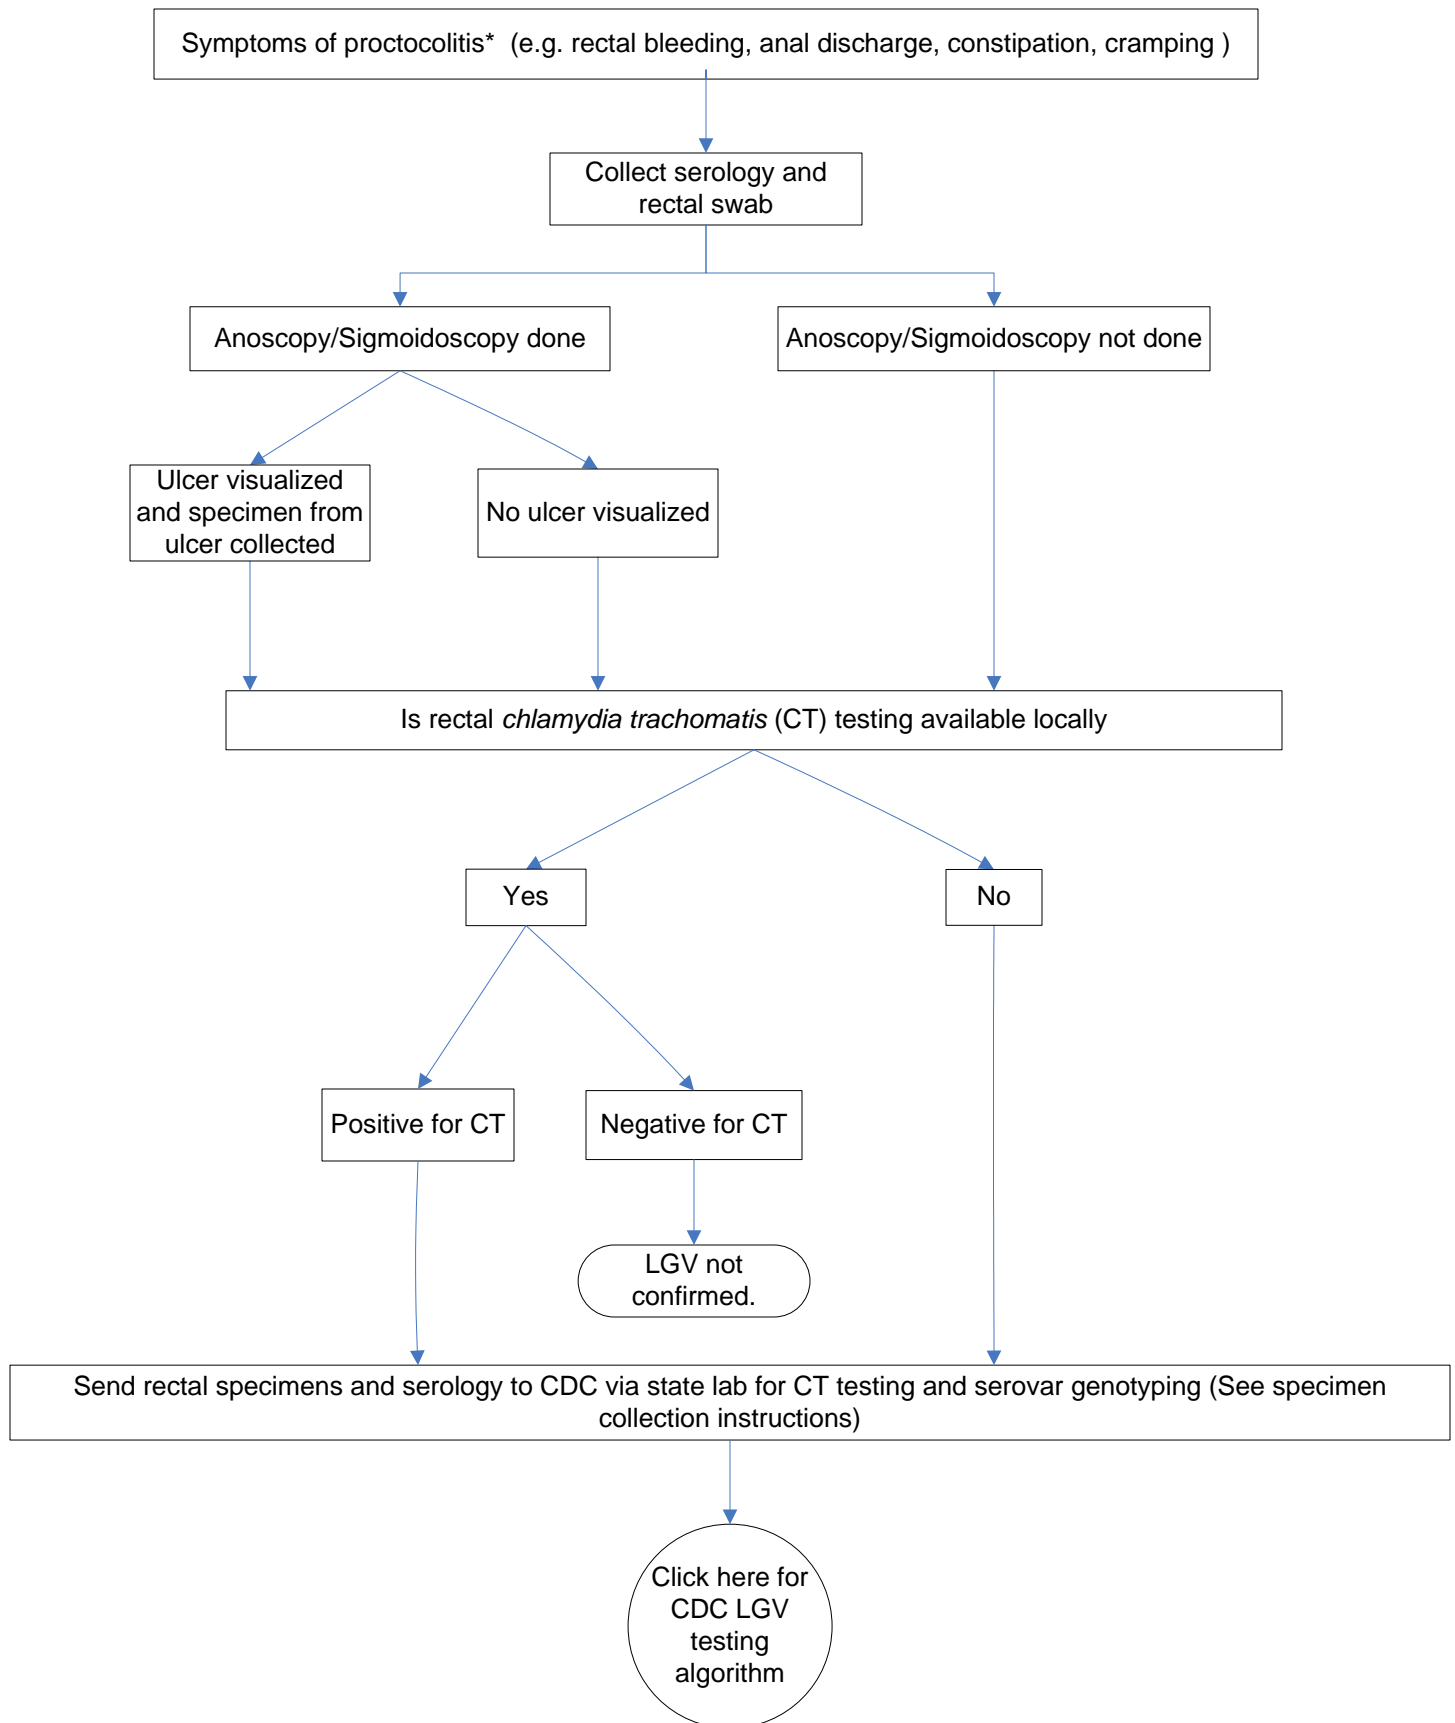 Symptoms of proctocolitis*  (e.g. rectal bleeding, anal discharge, constipation, cramping )
Collect serology and
rectal swab
Anoscopy/Sigmoidoscopy done
Anoscopy/Sigmoidoscopy not done
Ulcer visualized
and specimen from
ulcer collected
No ulcer visualized
Is rectal chlamydia trachomatis (CT) testing available locally
Yes
No
Positive for CT
Negative for CT
LGV not
confirmed.
Send rectal specimens and serology to CDC via state lab for CT testing and serovar genotyping (See specimen
collection instructions)
Click here for
CDC LGV
testing
algorithm